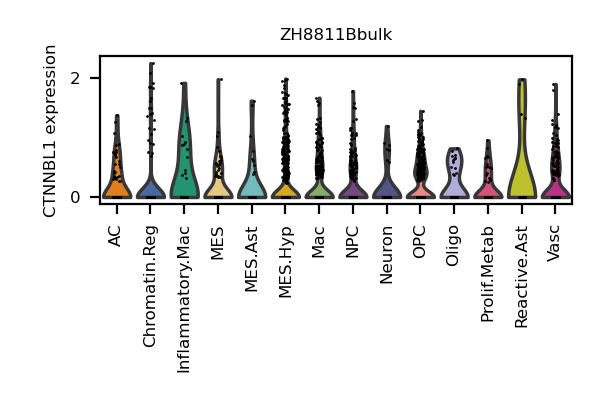 ZH8811Bbulk
CTNNBL1 expression
2
0
AC
Chromatin.Reg
Inflammatory.Mac
MES
MES.Ast
MES.Hyp
Mac
NPC
Neuron
OPC
Oligo
Prolif.Metab
Reactive.Ast
Vasc